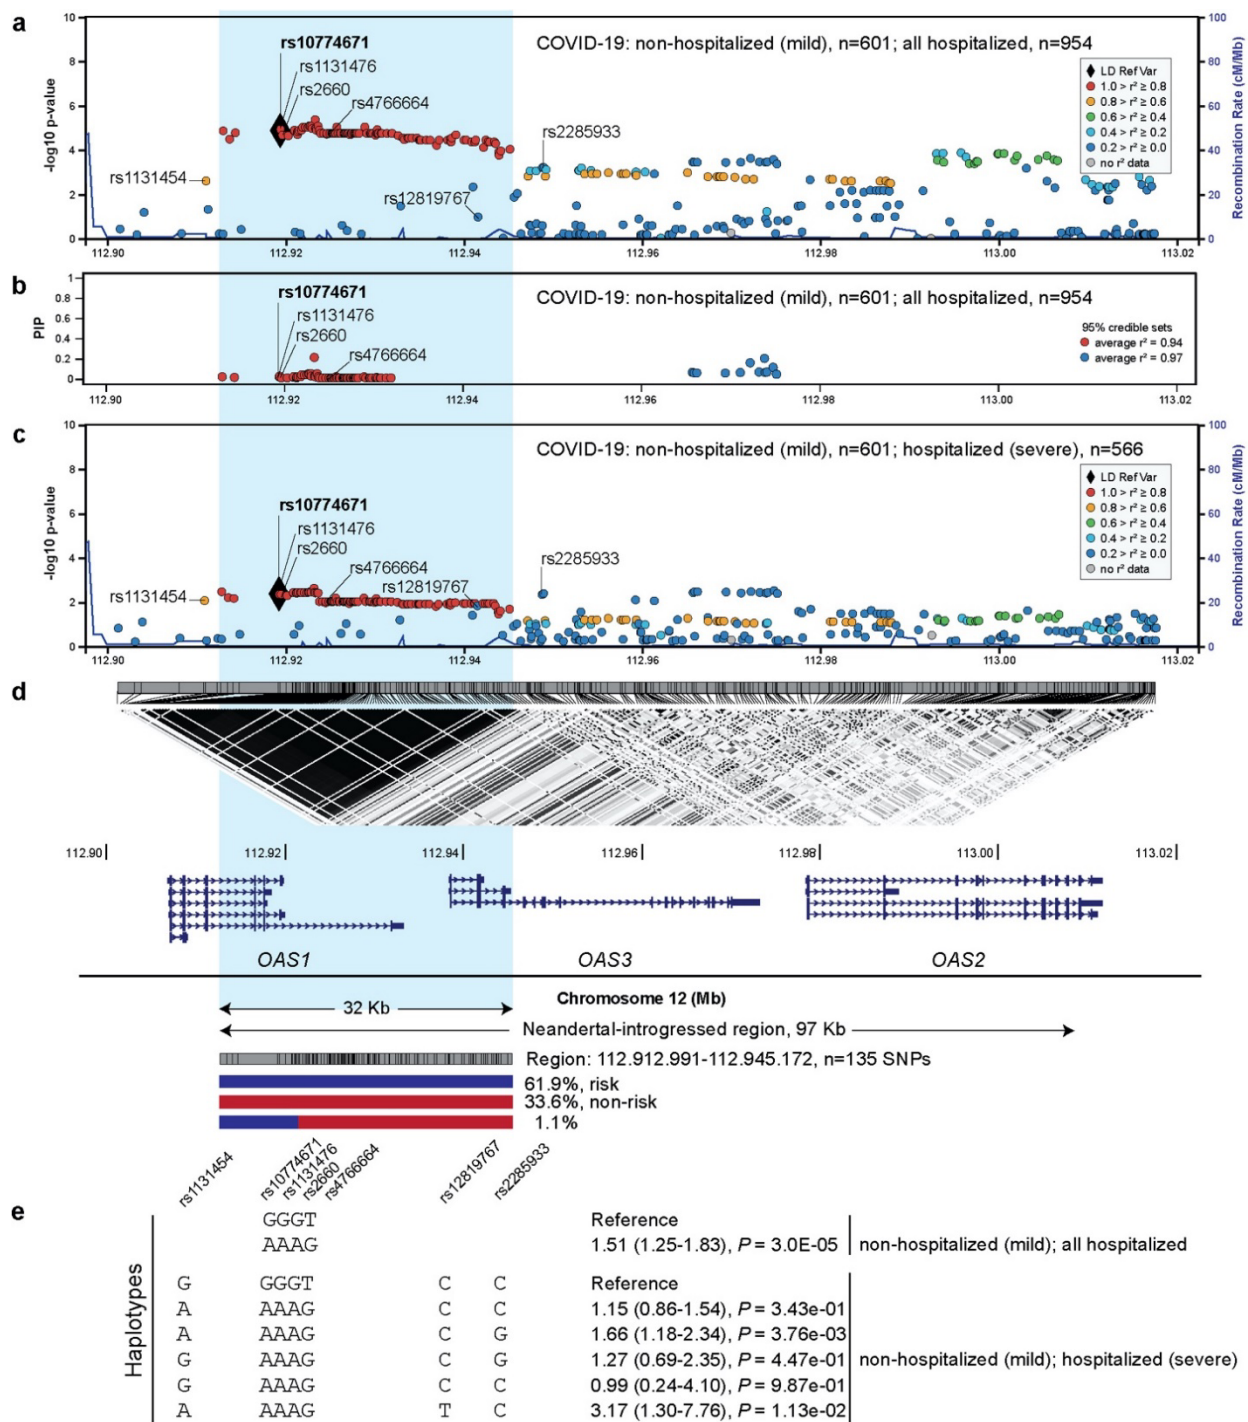 a
COVID-19: non-hospitalized (mild), n=601; all hospitalized, n=954
rs10774671
rs1131476
rs2660
rs4766664
rs2285933
rs1131454
rs12819767
LD Ref Var
1.0 > r² ≥ 0.8
0.8 > r² ≥ 0.6
0.6 > r² ≥ 0.4
0.4 > r² ≥ 0.2
0.2 > r² ≥ 0.0
no r² data
-log10 p-value
10
8
6
4
2
0
Recombination Rate (cM/Mb)
100
80
60
40
20
0
112.90 112.92 112.94 112.96 112.98 113.00 113.02
b
COVID-19: non-hospitalized (mild), n=601; all hospitalized, n=954
rs10774671
rs1131476
rs2660
rs4766664
95% credible sets
average r² = 0.94
average r² = 0.97
PIP
1
0.8
0.6
0.4
0.2
0
112.90 112.92 112.94 112.96 112.98 113.00 113.02
c
COVID-19: non-hospitalized (mild), n=601; hospitalized (severe), n=566
rs10774671
rs1131476
rs2660
rs4766664
rs12819767
rs2285933
rs1131454
LD Ref Var
1.0 > r² ≥ 0.8
0.8 > r² ≥ 0.6
0.6 > r² ≥ 0.4
0.4 > r² ≥ 0.2
0.2 > r² ≥ 0.0
no r² data
-log10 p-value
10
8
6
4
2
0
Recombination Rate (cM/Mb)
100
80
60
40
20
0
112.90 112.92 112.94 112.96 112.98 113.00 113.02
d
112.90 112.92 112.94 112.96 112.98 113.00 113.02
OAS1 OAS3 OAS2
Chromosome 12 (Mb)
32 Kb
Neandertal-introgressed region, 97 Kb
Region: 112.912.991-112.945.172, n=135 SNPs
61.9%, risk
33.6%, non-risk
1.1%
rs1131454 rs10774671 rs1131476 rs2660 rs4766664 rs12819767 rs2285933
e
Haplotypes
GGGT Reference
AAAG 1.51 (1.25-1.83), P = 3.0E-05
non-hospitalized (mild); all hospitalized
G GGGT C C Reference
A AAAG C C 1.15 (0.86-1.54), P = 3.43e-01
A AAAG C G 1.66 (1.18-2.34), P = 3.76e-03
G AAAG C G 1.27 (0.69-2.35), P = 4.47e-01
G AAAG C C 0.99 (0.24-4.10), P = 9.87e-01
A AAAG T C 3.17 (1.30-7.76), P = 1.13e-02
non-hospitalized (mild); hospitalized (severe)